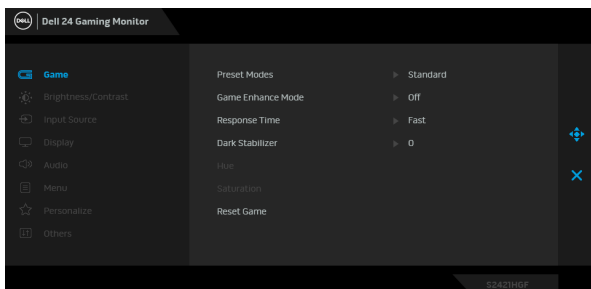 DELL Dell 24 Gaming Monitor
Game
Brightness/Contrast
Input Source
Display
Audio
Menu
Personalize
Others
Preset Modes Standard
Game Enhance Mode Off
Response Time Fast
Dark Stabilizer 0
Hue
Saturation
Reset Game
S2421HGF